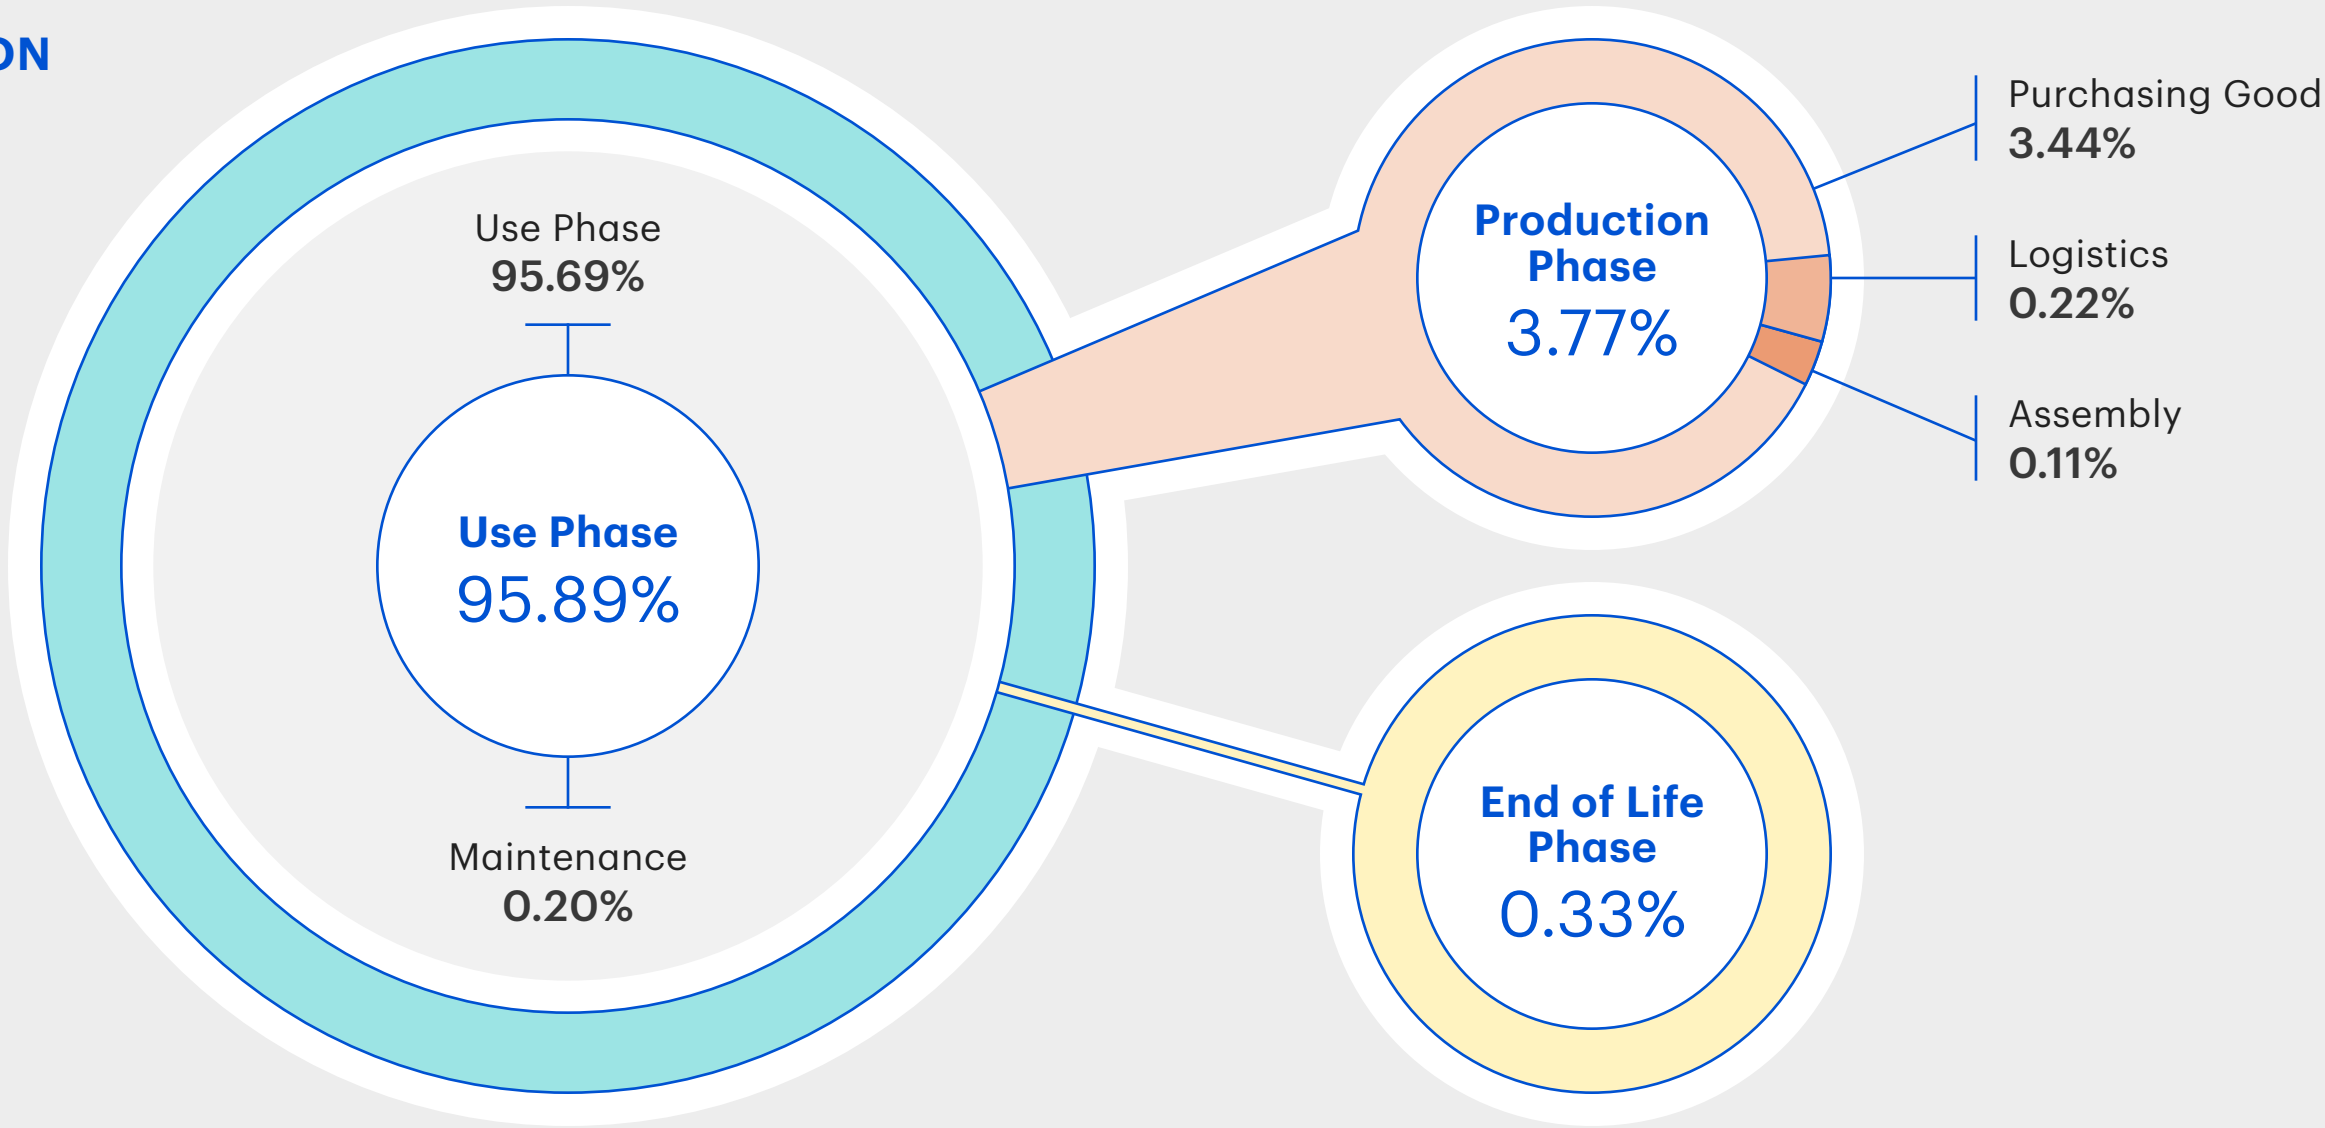 ON
Use Phase
95.69%
Use Phase
95.89%
Maintenance
0.20%
Production
Phase
3.77%
Purchasing Good
3.44%
Logistics
0.22%
Assembly
0.11%
End of Life
Phase
0.33%